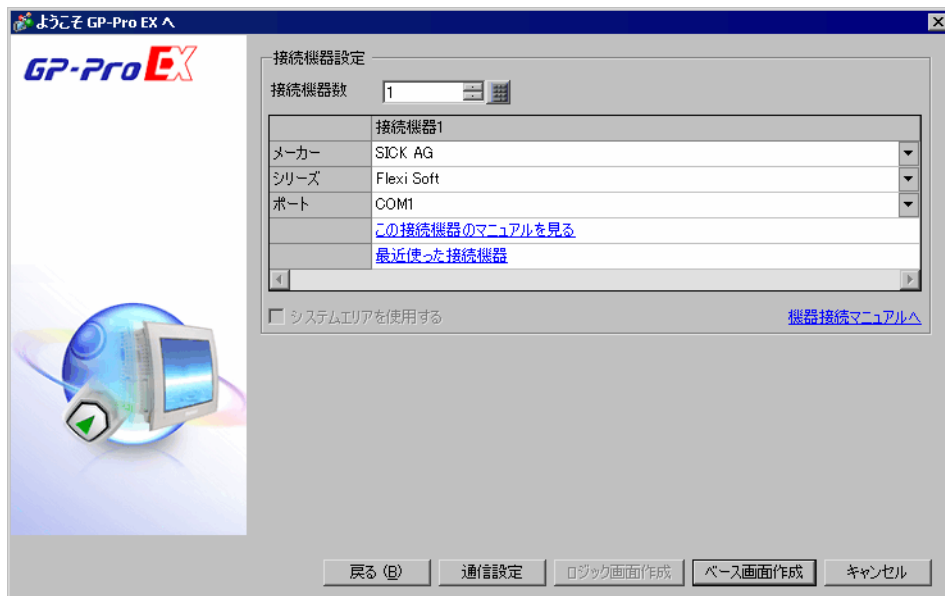 ようこそ GP-Pro EX へ
GP-Pro EX
接続機器設定
接続機器数 1
接続機器1
メーカー SICK AG
シリーズ Flexi Soft
ポート COM1
この接続機器のマニュアルを見る
最近使った接続機器
システムエリアを使用する 機器接続マニュアルへ
戻る (B) 通信設定 ロジック画面作成 ベース画面作成 キャンセル